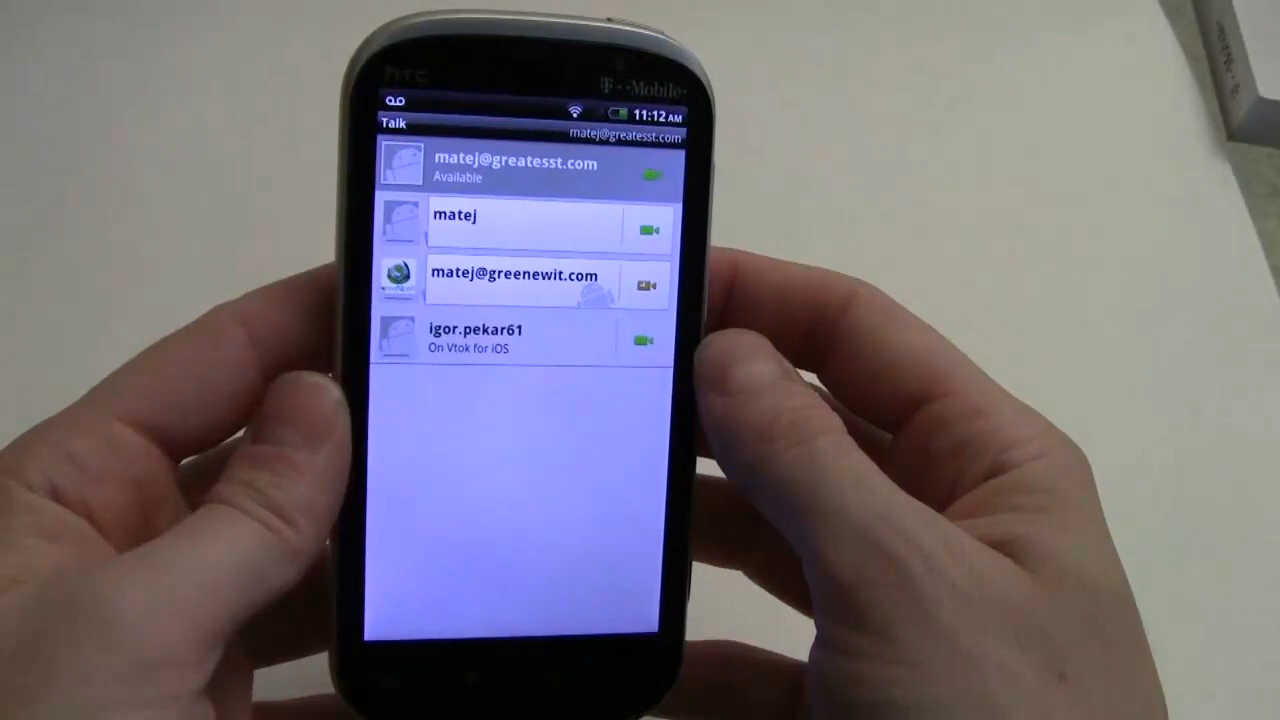 hTC
T··Mobile·
11:12 AM
Talk
matej@greatesst.com
matej@greatesst.com
Available
matej
matej@greenewit.com
igor.pekar61
On Vtok for iOS